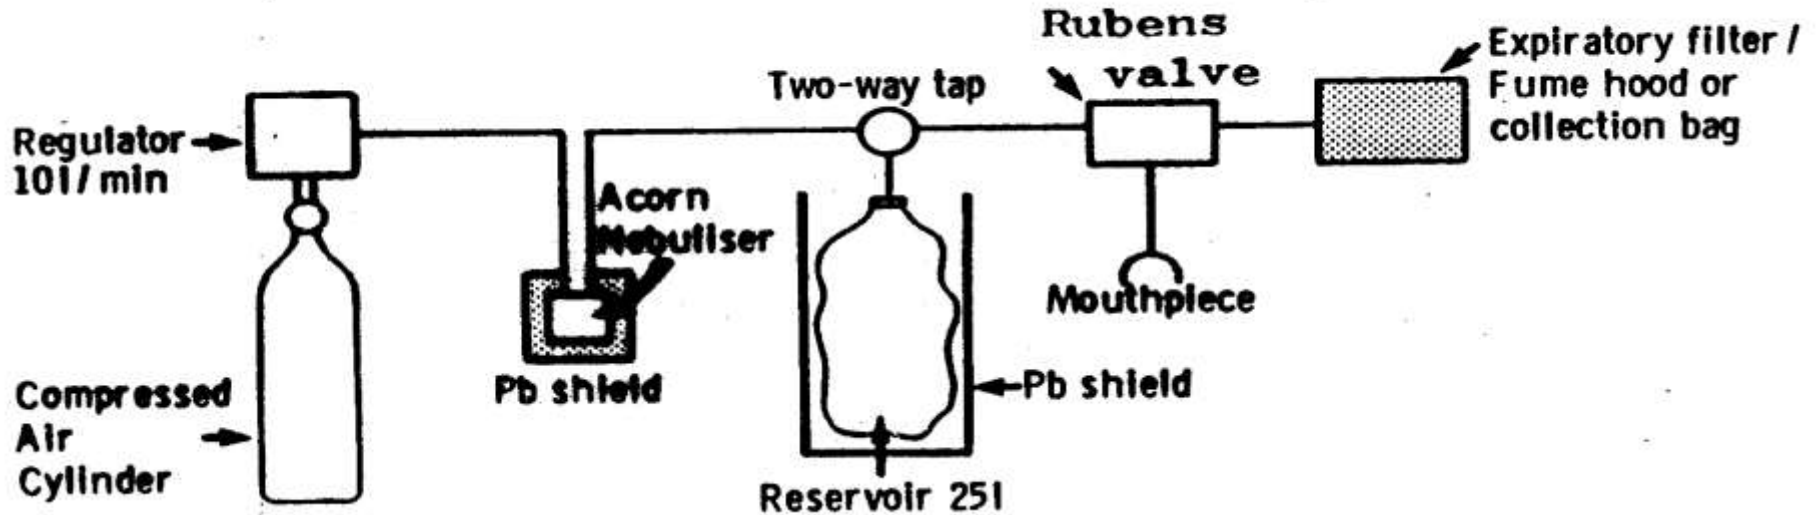 Rubens
valve
Expiratory filter /
Fume hood or
collection bag
Two-way tap
Regulator
10l/min
Acorn
Nebuliser
Mouthpiece
Pb shield
Pb shield
Compressed
Air
Cylinder
Reservoir 25l